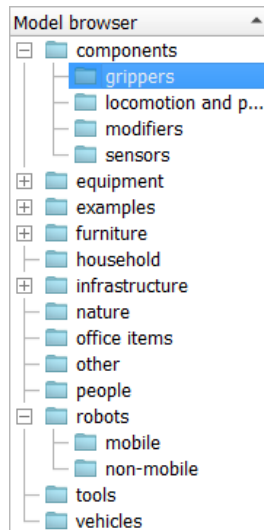 Model browser
components
grippers
locomotion and p...
modifiers
sensors
equipment
examples
furniture
household
infrastructure
nature
office items
other
people
robots
mobile
non-mobile
tools
vehicles